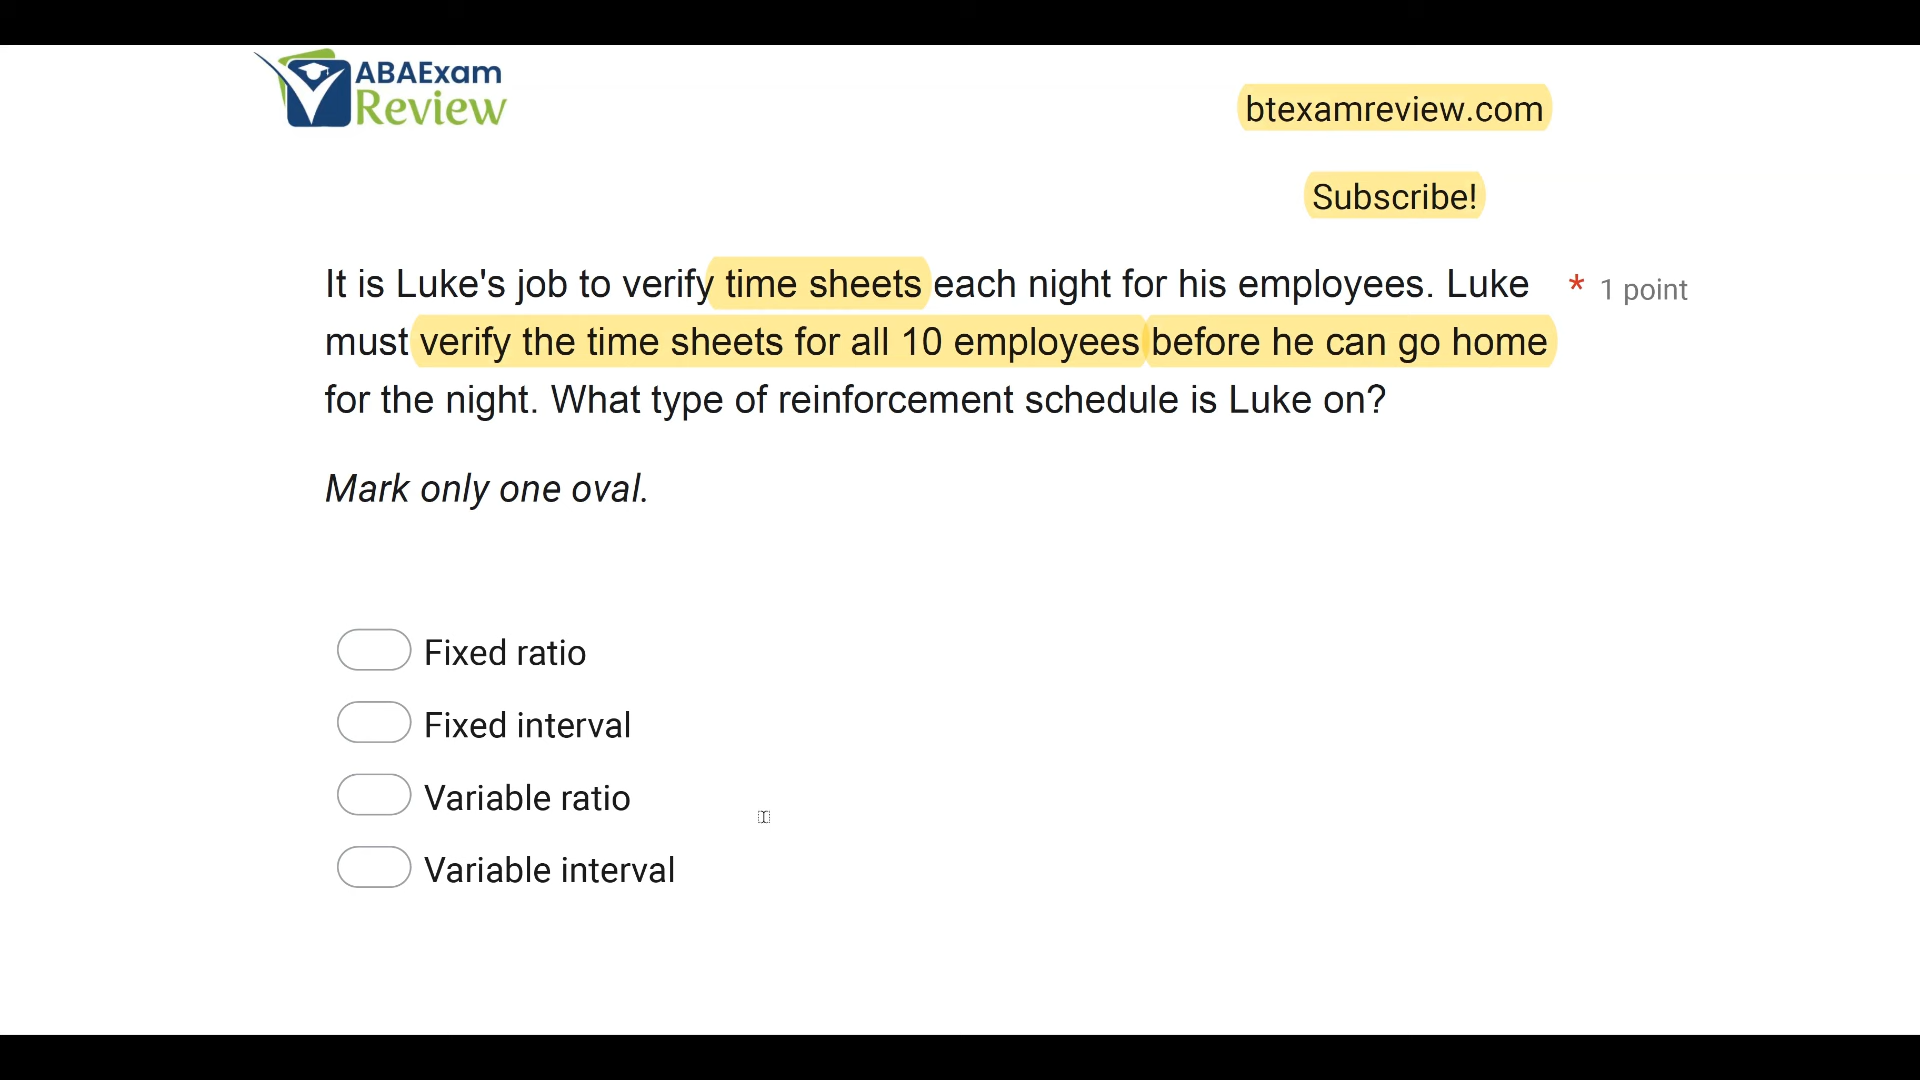 ABAExam
Review
btexamreview.com
Subscribe!
It is Luke's job to verify time sheets each night for his employees. Luke * 1 point
must verify the time sheets for all 10 employees before he can go home
for the night. What type of reinforcement schedule is Luke on?
Mark only one oval.
Fixed ratio
Fixed interval
Variable ratio
Variable interval